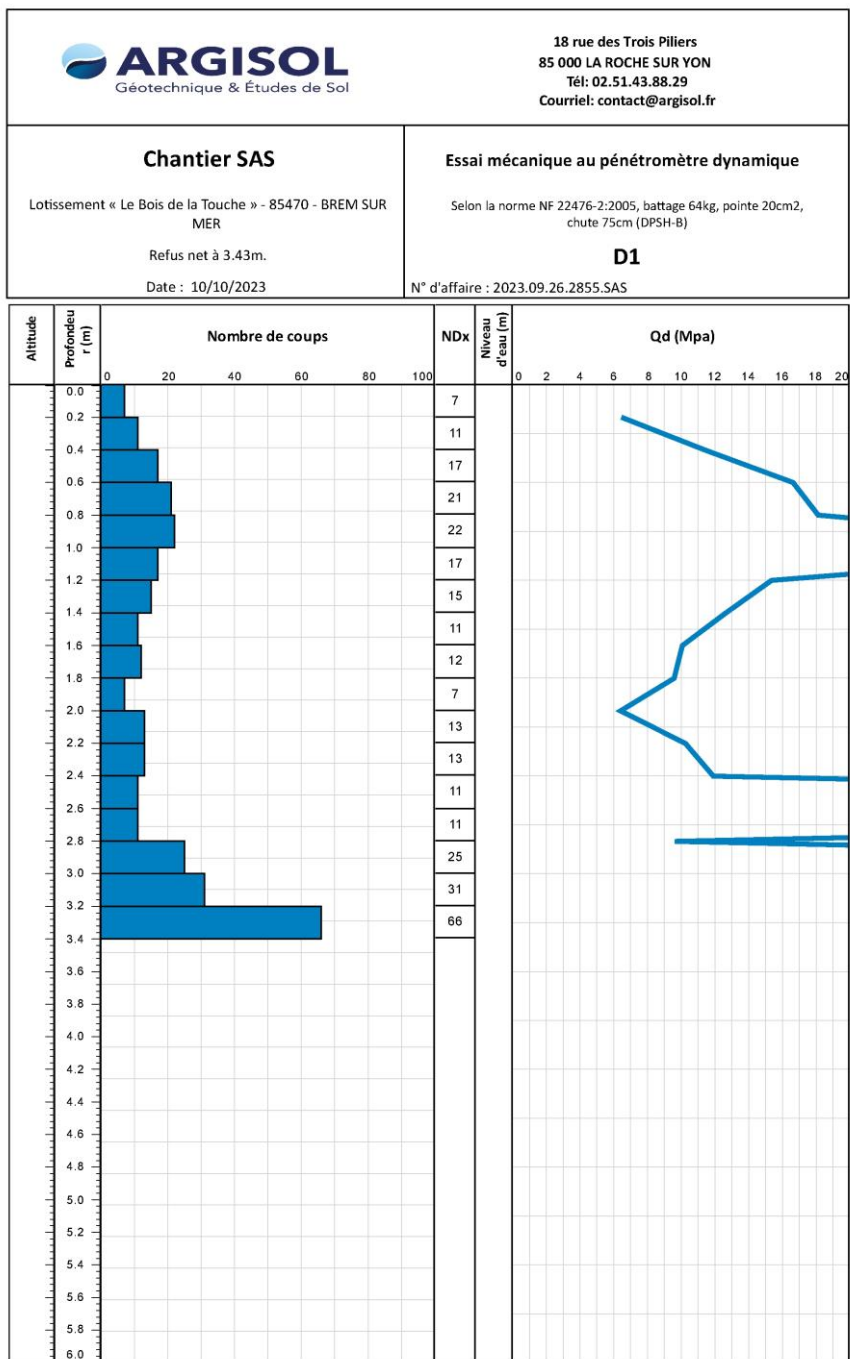 ARGISOL
Géotechnique & Études de Sol
18 rue des Trois Piliers
85 000 LA ROCHE SUR YON
Tél: 02.51.43.88.29
Courriel: contact@argisol.fr
Chantier SAS
Lotissement « Le Bois de la Touche » - 85470 - BREM SUR
MER
Refus net à 3.43m.
Date : 10/10/2023
Essai mécanique au pénétromètre dynamique
Selon la norme NF 22476-2:2005, battage 64kg, pointe 20cm2,
chute 75cm (DPSH-B)
D1
N° d'affaire : 2023.09.26.2855.SAS
Altitude
Profondeu
r (m)
Nombre de coups
NDx
Niveau
d'eau (m)
Qd (Mpa)
0 20 40 60 80 100
0 2 4 6 8 10 12 14 16 18 20
0.0
7
0.2
11
0.4
17
0.6
21
0.8
22
1.0
17
1.2
15
1.4
11
1.6
12
1.8
7
2.0
13
2.2
13
2.4
11
2.6
11
2.8
25
3.0
31
3.2
66
3.4
3.6
3.8
4.0
4.2
4.4
4.6
4.8
5.0
5.2
5.4
5.6
5.8
6.0